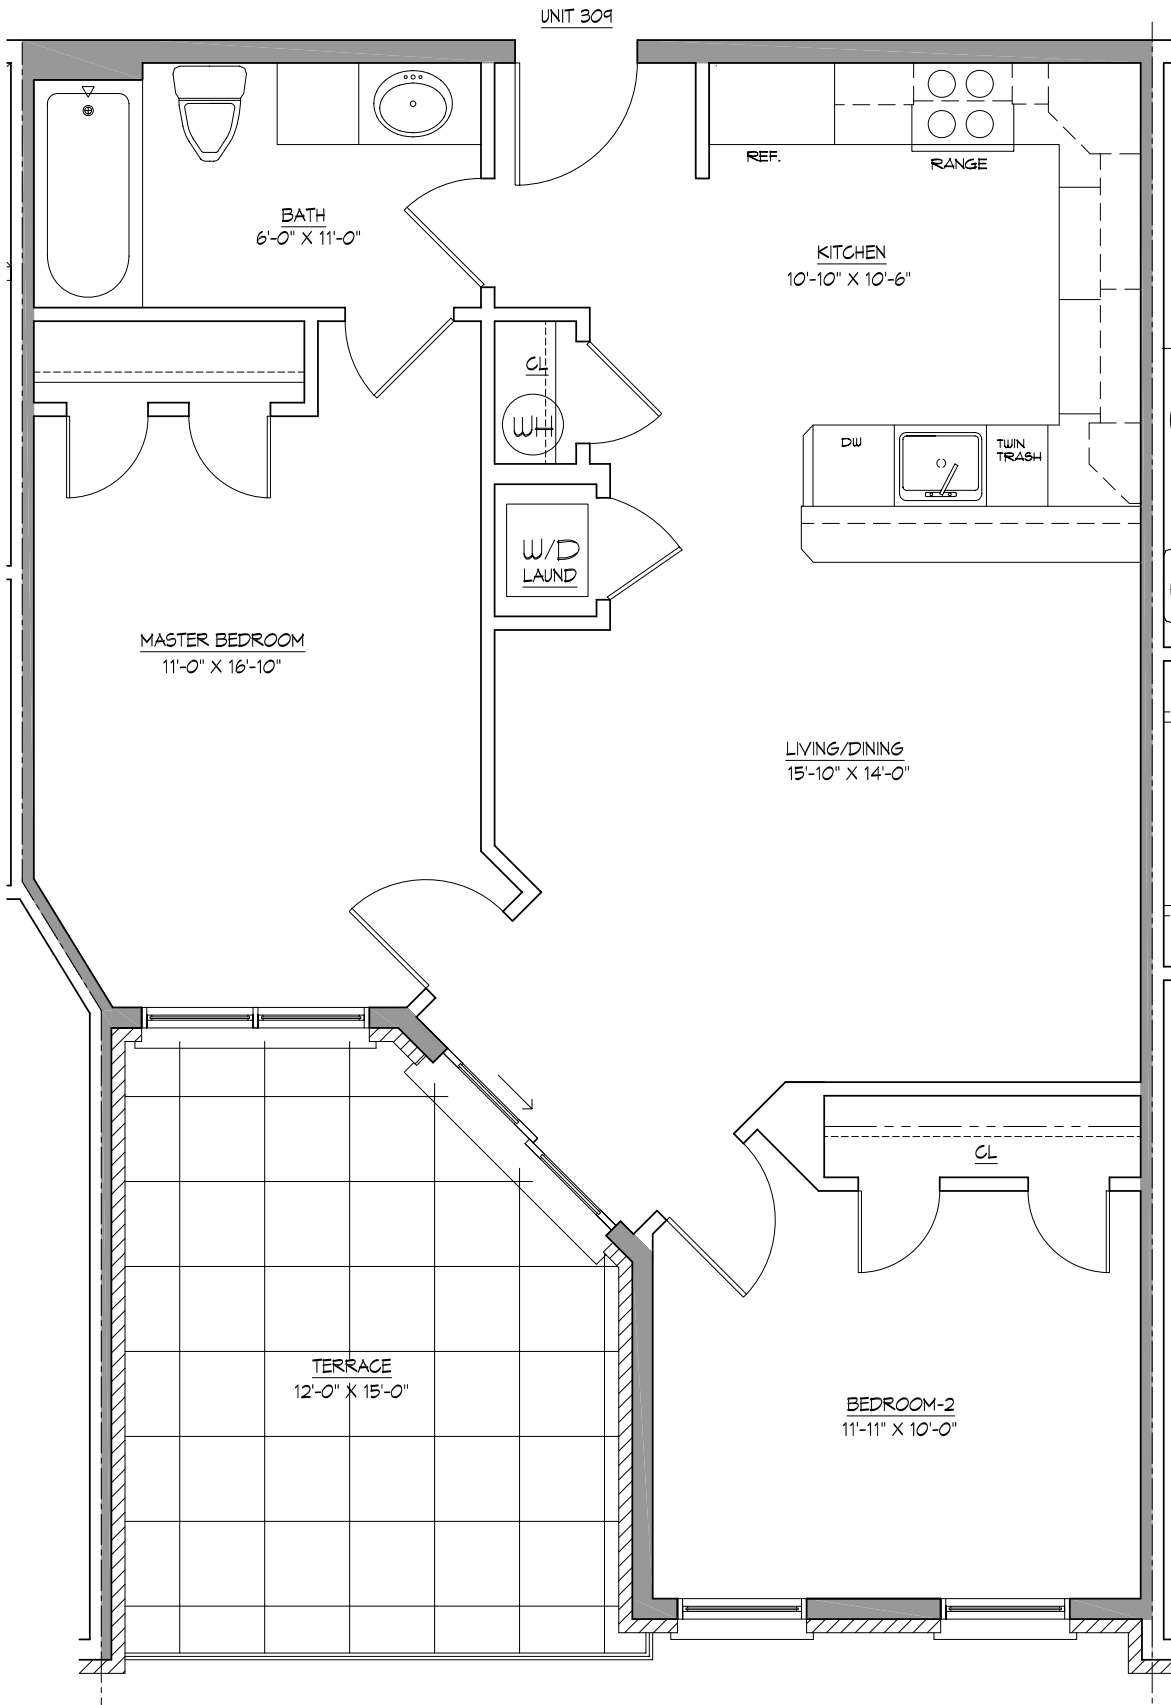 UNIT 309
REF.
RANGE
BATH
6'-0" X 11'-0"
KITCHEN
10'-10" X 10'-6"
CL
WH
DW
TWIN
TRASH
W/D
LAUND
MASTER BEDROOM
11'-0" X 16'-10"
LIVING/DINING
15'-10" X 14'-0"
CL
TERRACE
12'-0" X 15'-0"
BEDROOM-2
11'-11" X 10'-0"